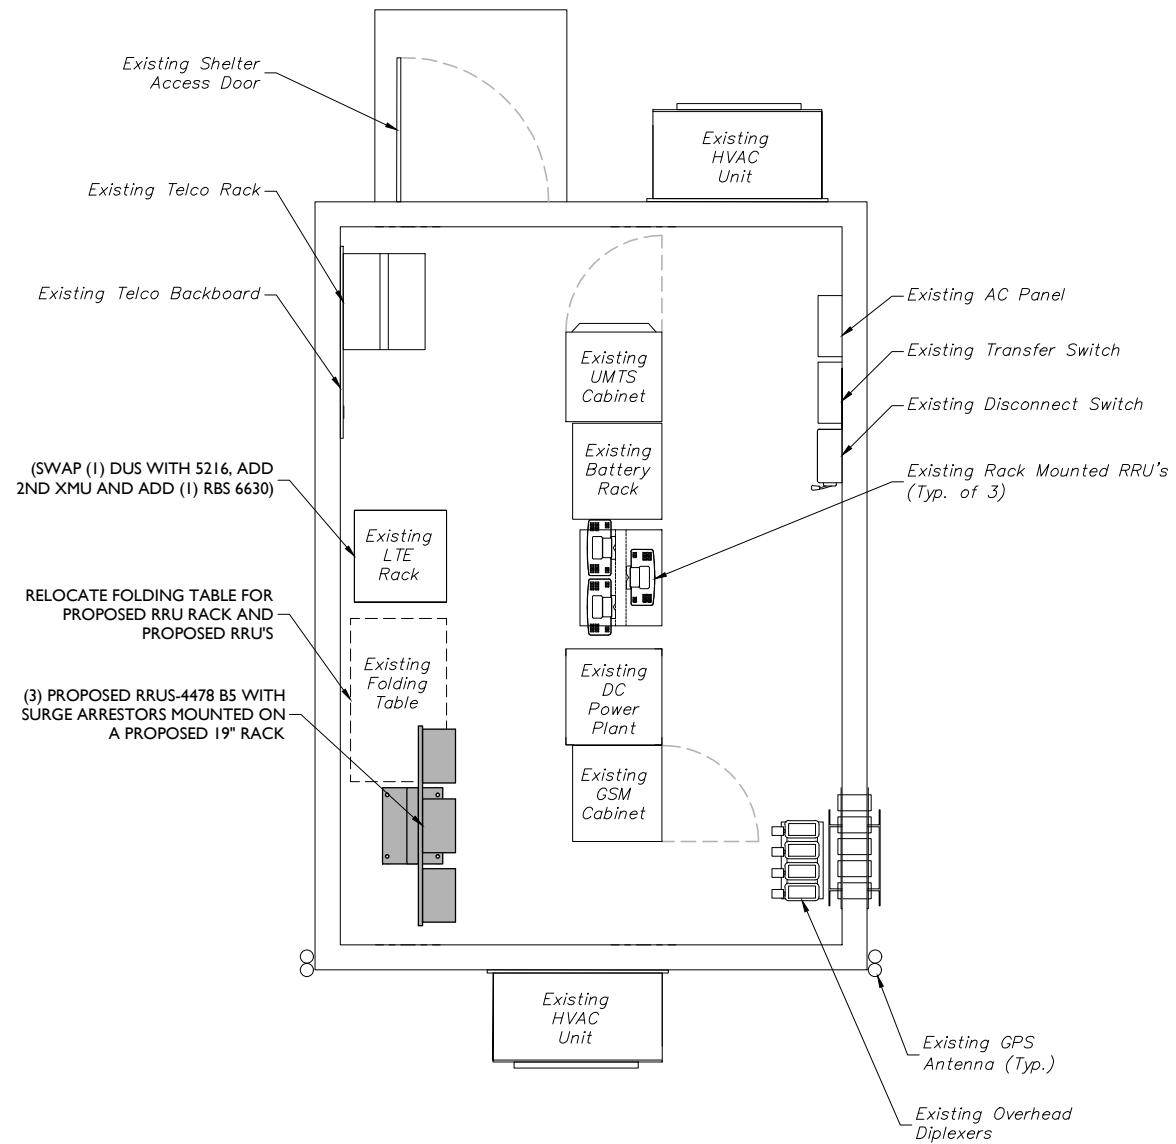 Existing Shelter
Access Door
Existing
HVAC
Unit
Existing Telco Rack
Existing Telco Backboard
Existing AC Panel
Existing Transfer Switch
Existing
UMTS
Cabinet
Existing Disconnect Switch
Existing
Battery
Rack
(SWAP (1) DUS WITH 5216, ADD
2ND XMU AND ADD (1) RBS 6630)
Existing Rack Mounted RRU's
(Typ. of 3)
Existing
LTE
Rack
RELOCATE FOLDING TABLE FOR
PROPOSED RRU RACK AND
PROPOSED RRU'S
Existing
Folding
Table
Existing
DC
Power
Plant
(3) PROPOSED RRUS-4478 B5 WITH
SURGE ARRESTORS MOUNTED ON
A PROPOSED 19" RACK
Existing
GSM
Cabinet
Existing
HVAC
Unit
Existing GPS
Antenna (Typ.)
Existing Overhead
Diplexers